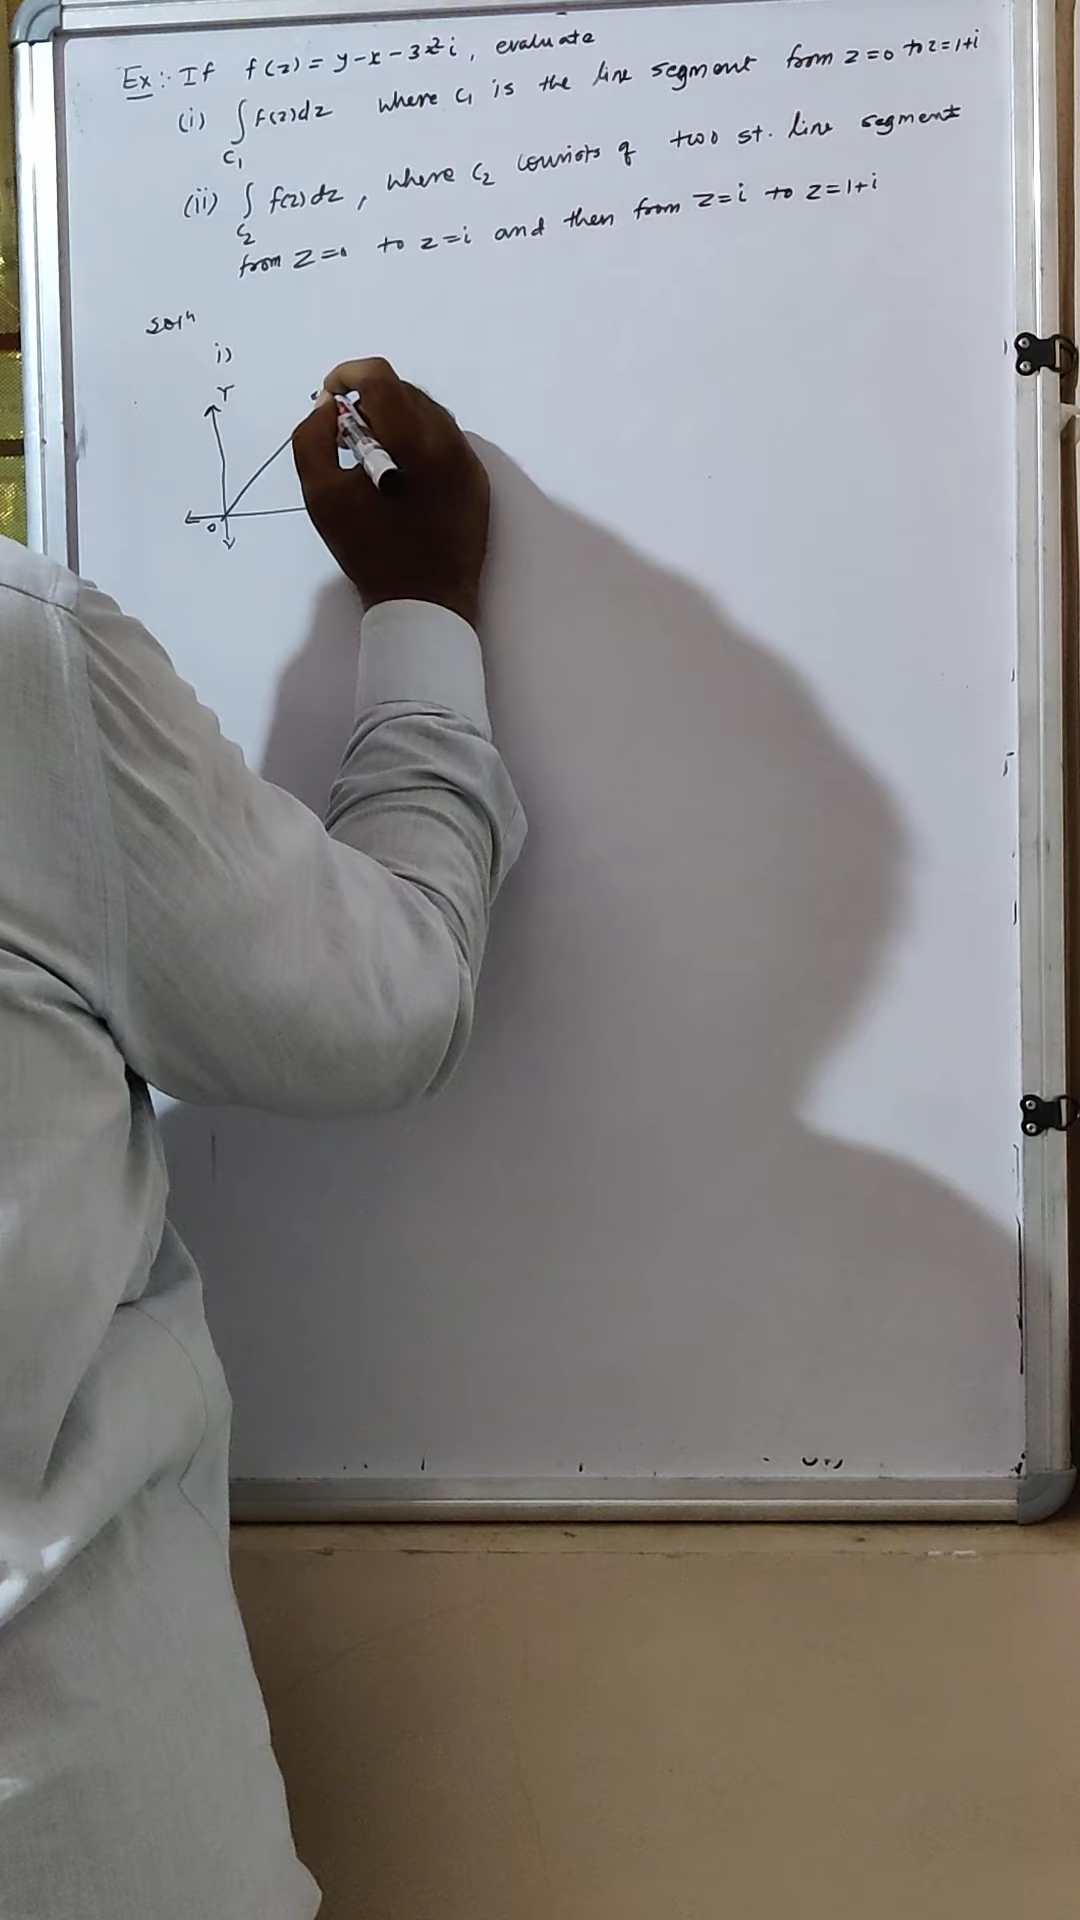 Ex:- If f(z) = y-x-3x²i, evaluate
(i) ∫ f(z)dz where C₁ is the line segment from z=0 to z=1+i
C₁
(ii) ∫ f(z)dz, where C₂ consists of two st. line segment
C₂
from z=0 to z=i and then from z=i to z=1+i
Solⁿ
i)
Y
0